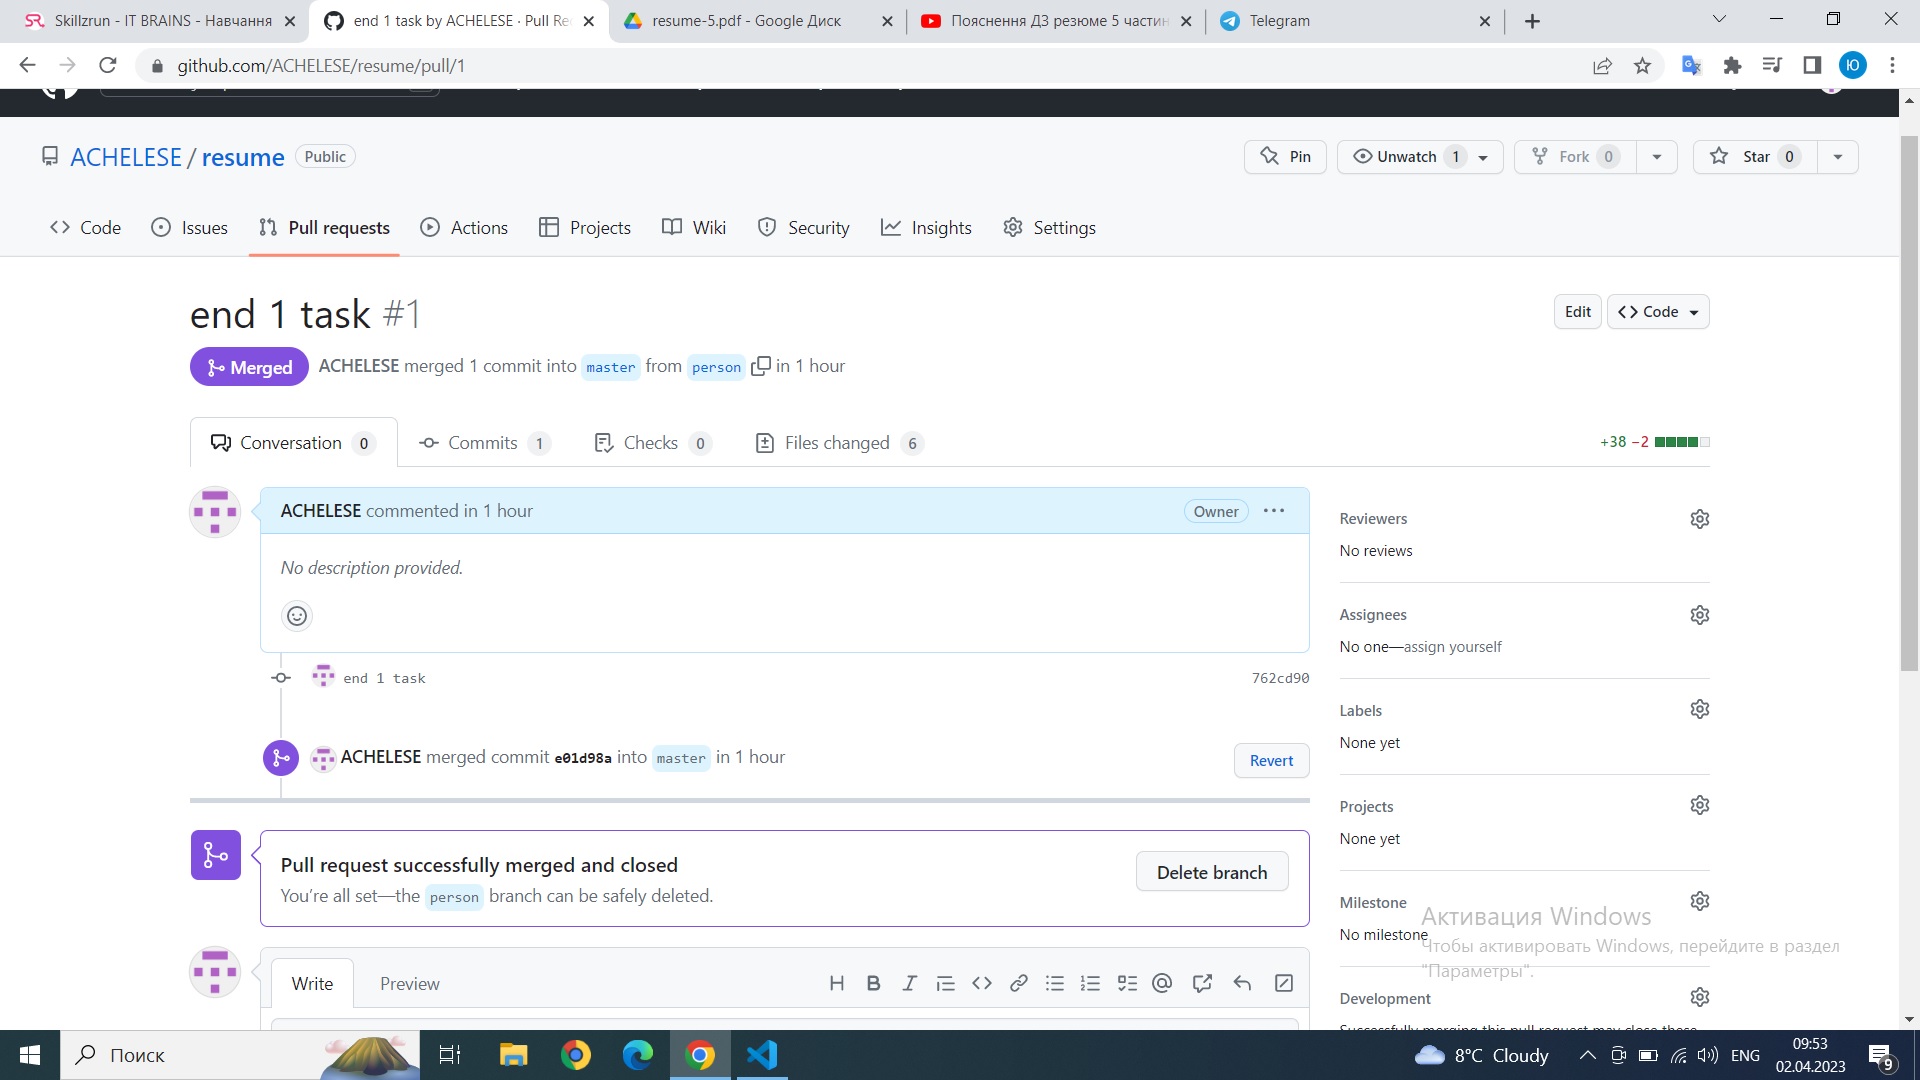 Skillzrun - IT BRAINS - Навчання
end 1 task by ACHELESE · Pull Re
resume-5.pdf - Google Диск
Пояснення ДЗ резюме 5 частин
Telegram
github.com/ACHELESE/resume/pull/1
Ю
ACHELESE / resume Public
Pin
Unwatch 1
Fork 0
Star 0
Code
Issues
Pull requests
Actions
Projects
Wiki
Security
Insights
Settings
end 1 task #1
Edit
<> Code
Merged
ACHELESE merged 1 commit into master from person in 1 hour
Conversation 0
Commits 1
Checks 0
Files changed 6
+38 −2
ACHELESE commented in 1 hour
Owner
No description provided.
end 1 task
762cd90
ACHELESE merged commit e01d98a into master in 1 hour
Revert
Pull request successfully merged and closed
You’re all set—the person branch can be safely deleted.
Delete branch
Write
Preview
Reviewers
No reviews
Assignees
No one—assign yourself
Labels
None yet
Projects
None yet
Milestone
No milestone
Development
Successfully merging this pull request may close these
Активация Windows
Чтобы активировать Windows, перейдите в раздел
"Параметры".
Поиск
8°C Cloudy
ENG
09:53
02.04.2023
9